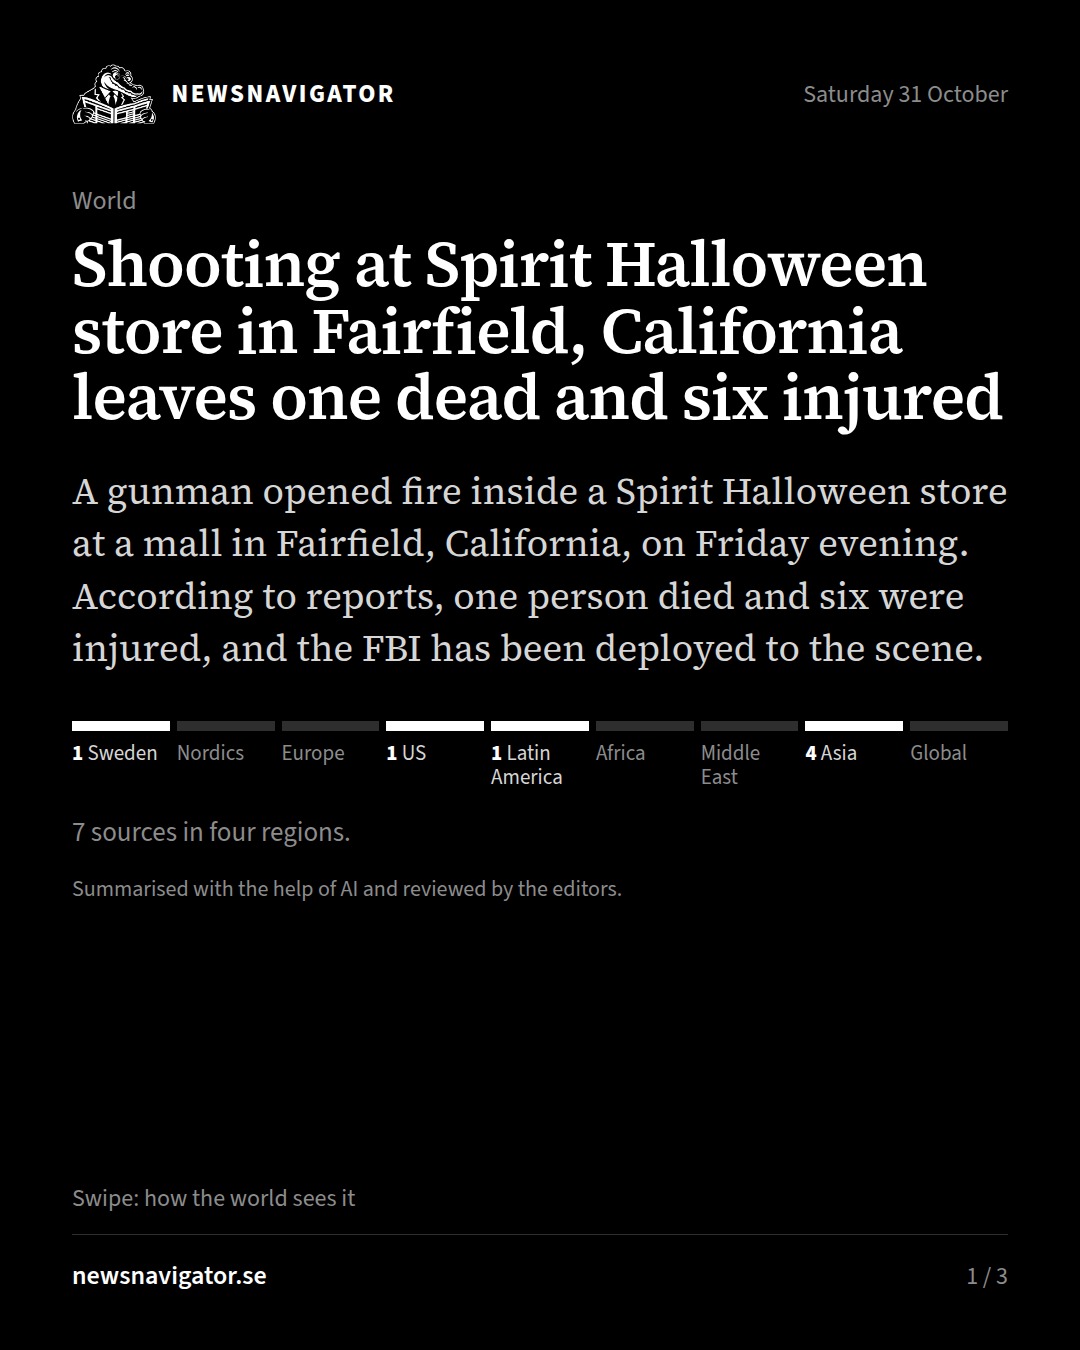 NEWSNAVIGATOR
Saturday 31 October
World
Shooting at Spirit Halloween
store in Fairfield, California
leaves one dead and six injured
A gunman opened fire inside a Spirit Halloween store
at a mall in Fairfield, California, on Friday evening.
According to reports, one person died and six were
injured, and the FBI has been deployed to the scene.
1 Sweden
Nordics
Europe
1 US
1 Latin
America
Africa
Middle
East
4 Asia
Global
7 sources in four regions.
Summarised with the help of AI and reviewed by the editors.
Swipe: how the world sees it
newsnavigator.se
1 / 3